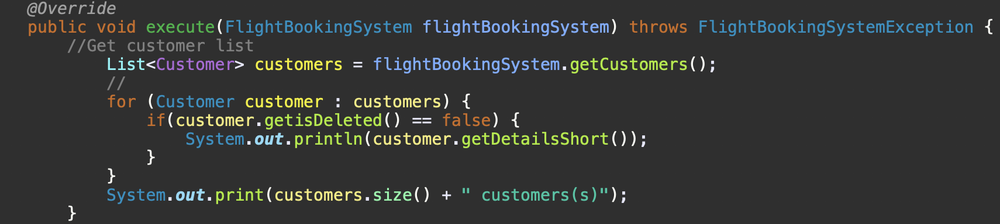 @Override
public void execute(FlightBookingSystem flightBookingSystem) throws FlightBookingSystemException {
//Get customer list
List<Customer> customers = flightBookingSystem.getCustomers();
//
for (Customer customer : customers) {
if(customer.getisDeleted() == false) {
System.out.println(customer.getDetailsShort());
}
}
System.out.print(customers.size() + " customers(s)");
}